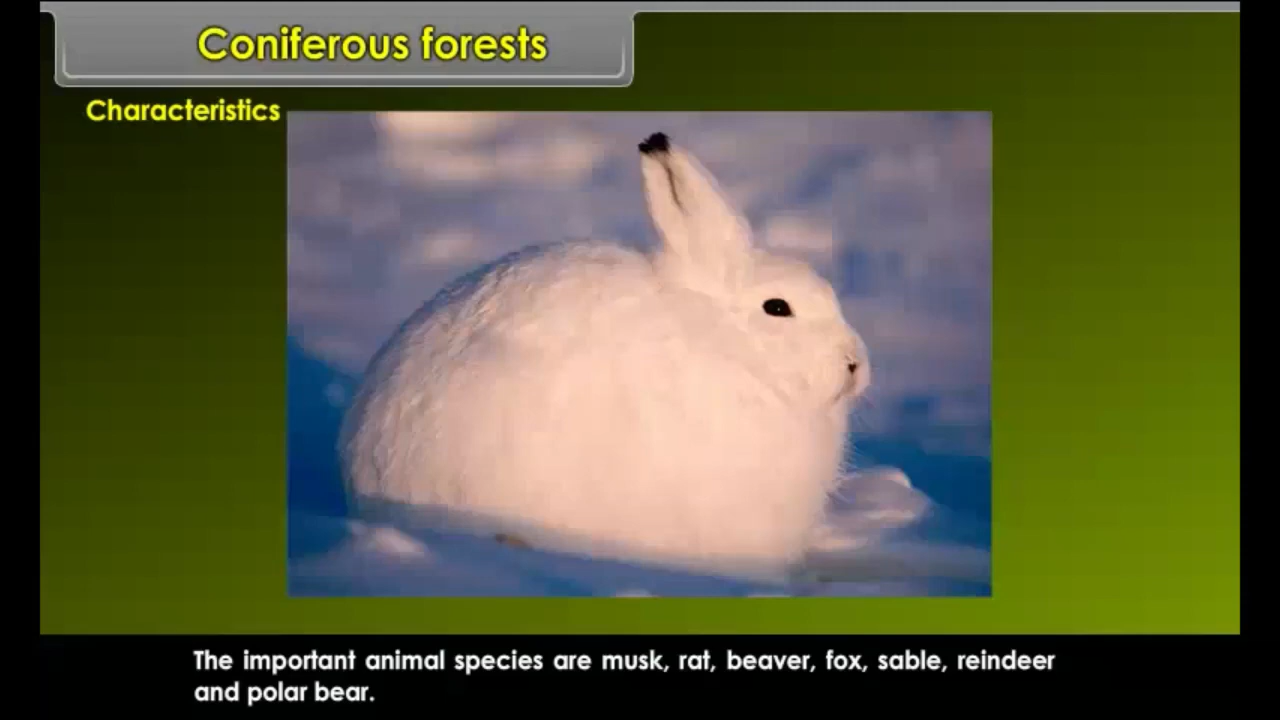 Coniferous forests
Characteristics
The important animal species are musk, rat, beaver, fox, sable, reindeer
and polar bear.